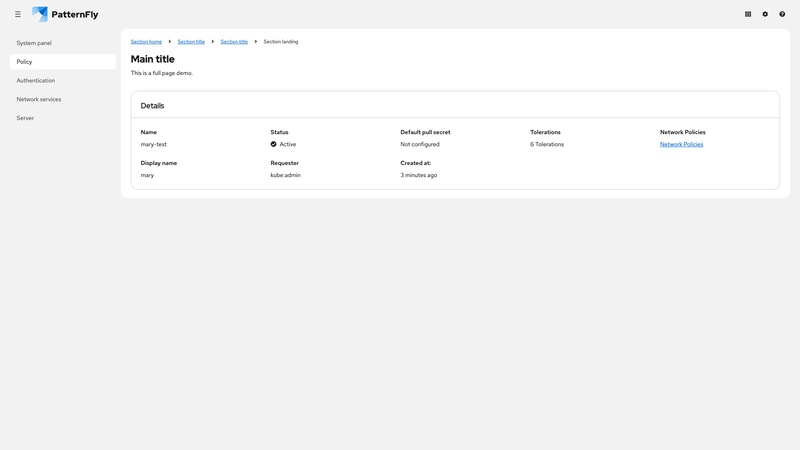 PatternFly
System panel
Policy
Authentication
Network services
Server
Section home Section title Section title Section landing
Main title
This is a full page demo.
Details
Name Status Default pull secret Tolerations Network Policies
mary-test Active Not configured 6 Tolerations Network Policies
Display name Requester Created at:
mary kube:admin 3 minutes ago